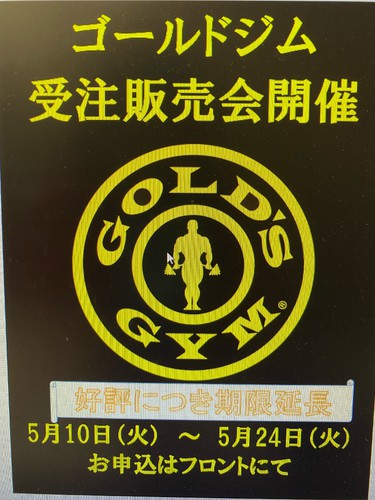 ゴールドジム
受注販売会開催
GOLD'S
GYM®
好評につき期限延長
5月10日(火) ～ 5月24日(火)
お申込はフロントにて